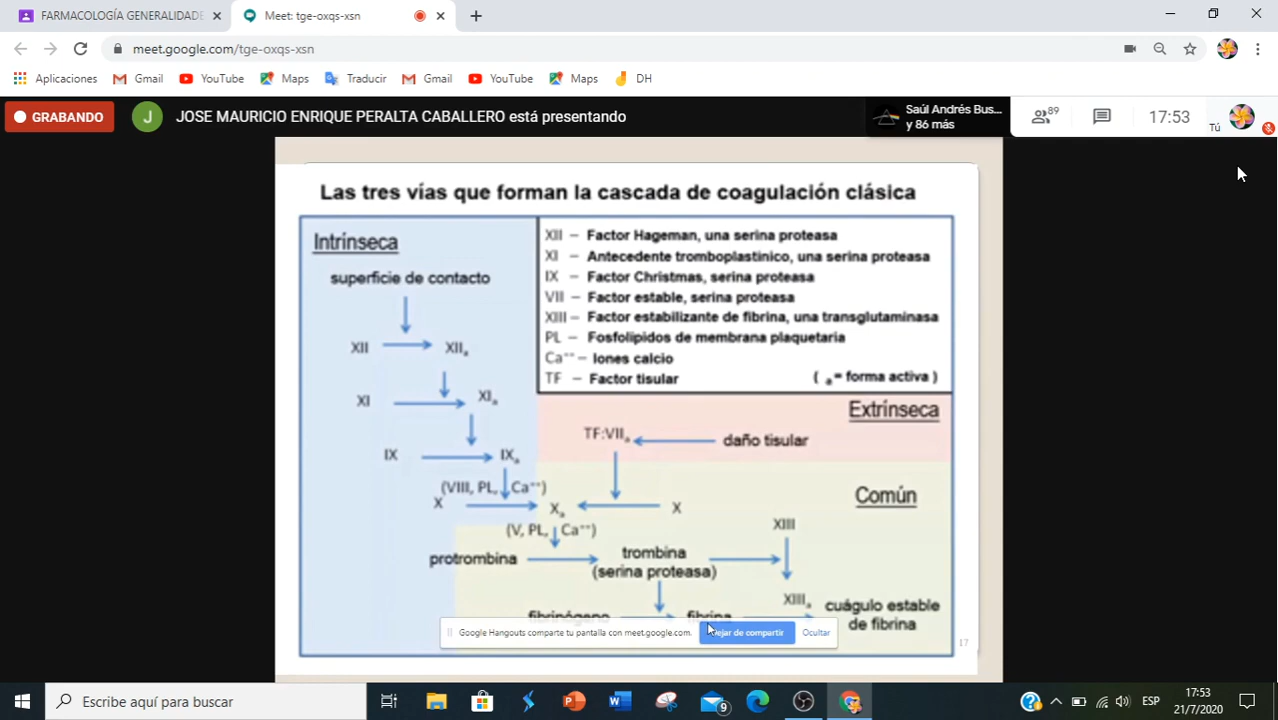 FARMACOLOGÍA GENERALIDADE
Meet: tge-oxqs-xsn
meet.google.com/tge-oxqs-xsn
Aplicaciones
Gmail
YouTube
Maps
Traducir
Gmail
YouTube
Maps
DH
GRABANDO
J
JOSE MAURICIO ENRIQUE PERALTA CABALLERO está presentando
Saúl Andrés Bus...
y 86 más
89
17:53
Tú
Las tres vías que forman la cascada de coagulación clásica
Intrínseca
superficie de contacto
XII – Factor Hageman, una serina proteasa
XI – Antecedente tromboplastínico, una serina proteasa
IX – Factor Christmas, serina proteasa
VII – Factor estable, serina proteasa
XIII – Factor estabilizante de fibrina, una transglutaminasa
PL – Fosfolípidos de membrana plaquetaria
Ca⁺⁺ – Iones calcio
TF – Factor tisular
( ₐ = forma activa )
XII XIIₐ
XI XIₐ
IX IXₐ
Extrínseca
TF:VIIₐ daño tisular
(VIII, PL, Ca⁺⁺)
X Xₐ X
Común
(V, PL, Ca⁺⁺)
XIII
protrombina trombina
(serina proteasa)
XIIIₐ
cuágulo estable
de fibrina
fibrinógeno fibrina
Google Hangouts comparte tu pantalla con meet.google.com.
Dejar de compartir
Ocultar
17
Escribe aquí para buscar
9
ESP
17:53
21/7/2020